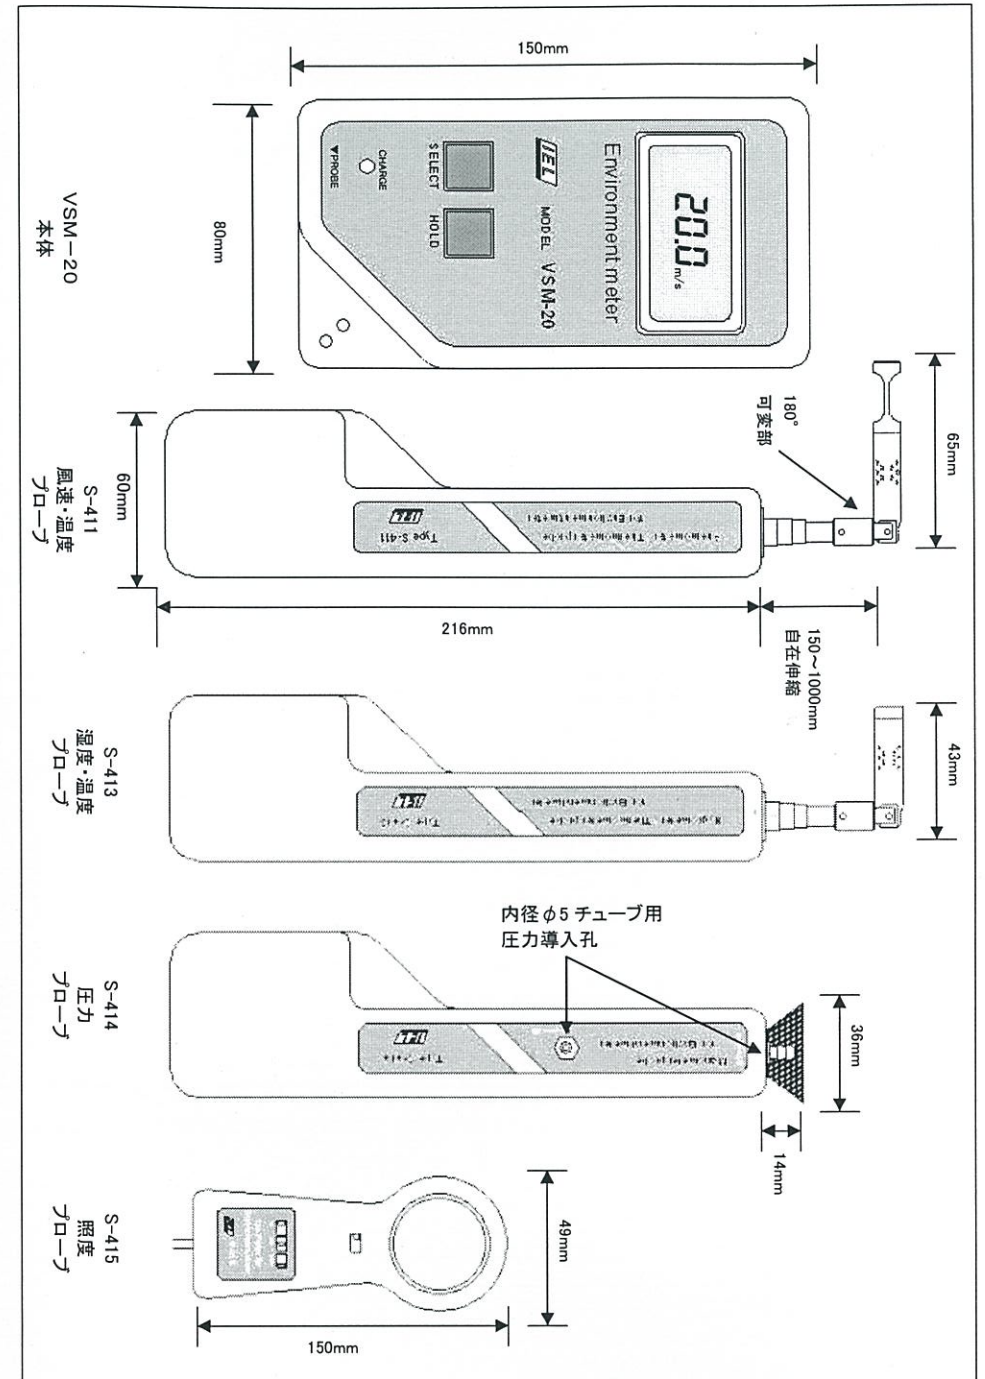 150mm
80mm
IEL
Environment meter
20.0 m/s
MODEL VSM-20
SELECT
HOLD
CHARGE
▼PROBE
VSM-20
本体
65mm
180°
可変部
60mm
Type S-411
216mm
150～1000mm
自在伸縮
S-411
風速・温度
プローブ
43mm
S-413
湿度・温度
プローブ
内径φ5チューブ用
圧力導入孔
36mm
14mm
S-414
圧力
プローブ
49mm
150mm
S-415
照度
プローブ